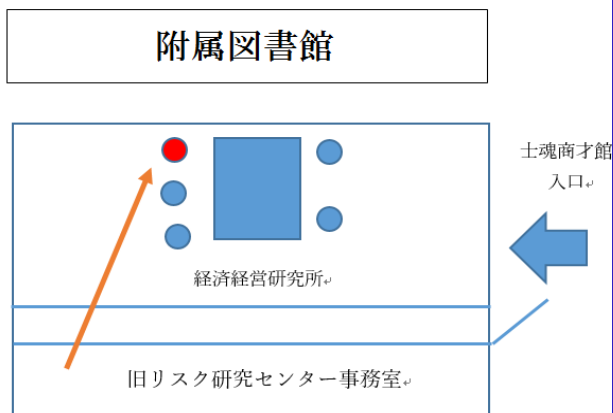 附属図書館
士魂商才館
入口
経済経営研究所
旧リスク研究センター事務室